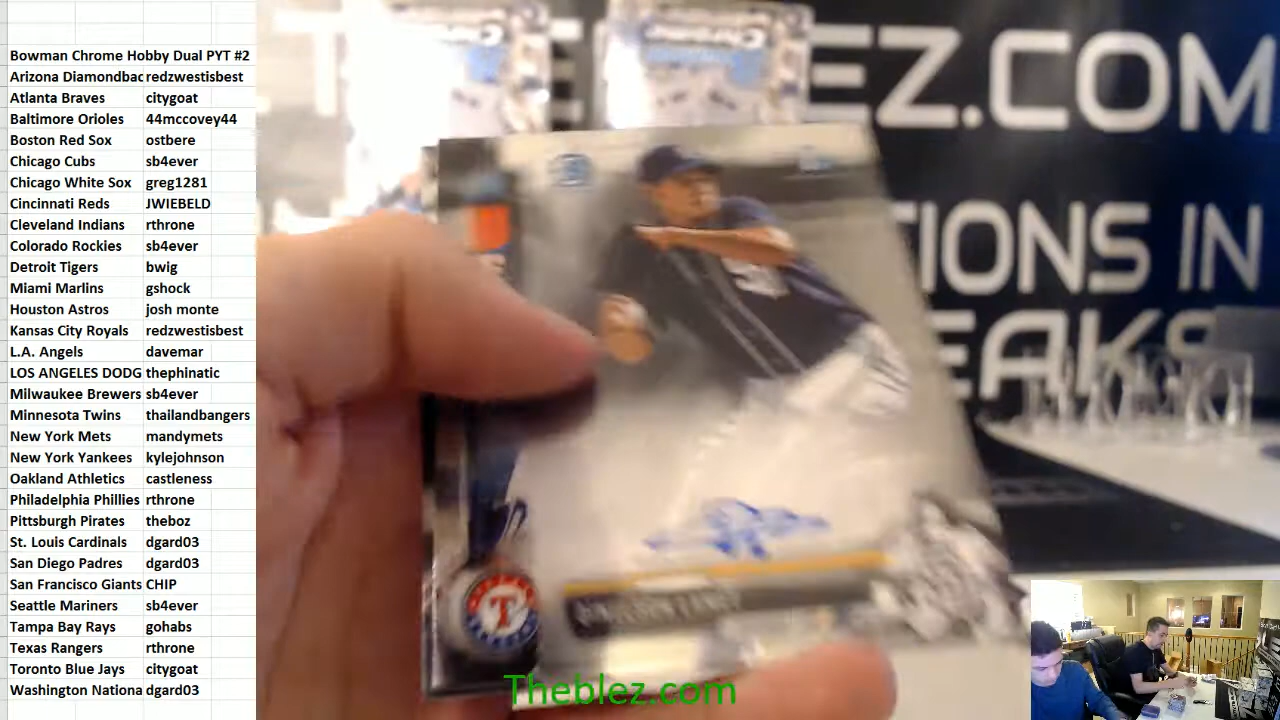 Bowman Chrome Hobby Dual PYT #2
Arizona Diamondbac redzwestisbest
Atlanta Braves citygoat
Baltimore Orioles 44mccovey44
Boston Red Sox ostbere
Chicago Cubs sb4ever
Chicago White Sox greg1281
Cincinnati Reds JWIEBELD
Cleveland Indians rthrone
Colorado Rockies sb4ever
Detroit Tigers bwig
Miami Marlins gshock
Houston Astros josh monte
Kansas City Royals redzwestisbest
L.A. Angels davemar
LOS ANGELES DODG thephinatic
Milwaukee Brewers sb4ever
Minnesota Twins thailandbangers
New York Mets mandymets
New York Yankees kylejohnson
Oakland Athletics castleness
Philadelphia Phillies rthrone
Pittsburgh Pirates theboz
St. Louis Cardinals dgard03
San Diego Padres dgard03
San Francisco Giants CHIP
Seattle Mariners sb4ever
Tampa Bay Rays gohabs
Texas Rangers rthrone
Toronto Blue Jays citygoat
Washington Nationa dgard03
Chrome Chrome
EZ.COM
TIONS IN
EAKS
T
Theblez.com